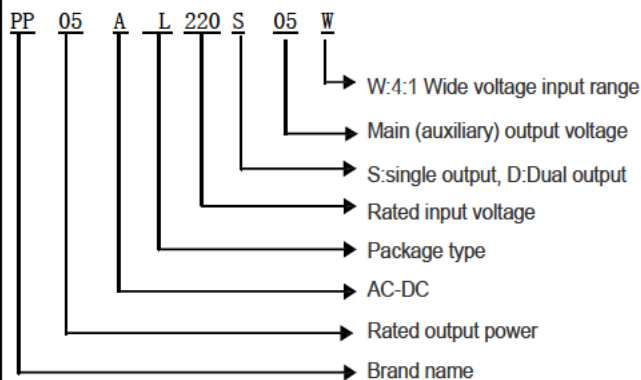 PP 05 A L 220 S 05 W
W:4:1 Wide voltage input range
Main (auxiliary) output voltage
S:single output, D:Dual output
Rated input voltage
Package type
AC-DC
Rated output power
Brand name